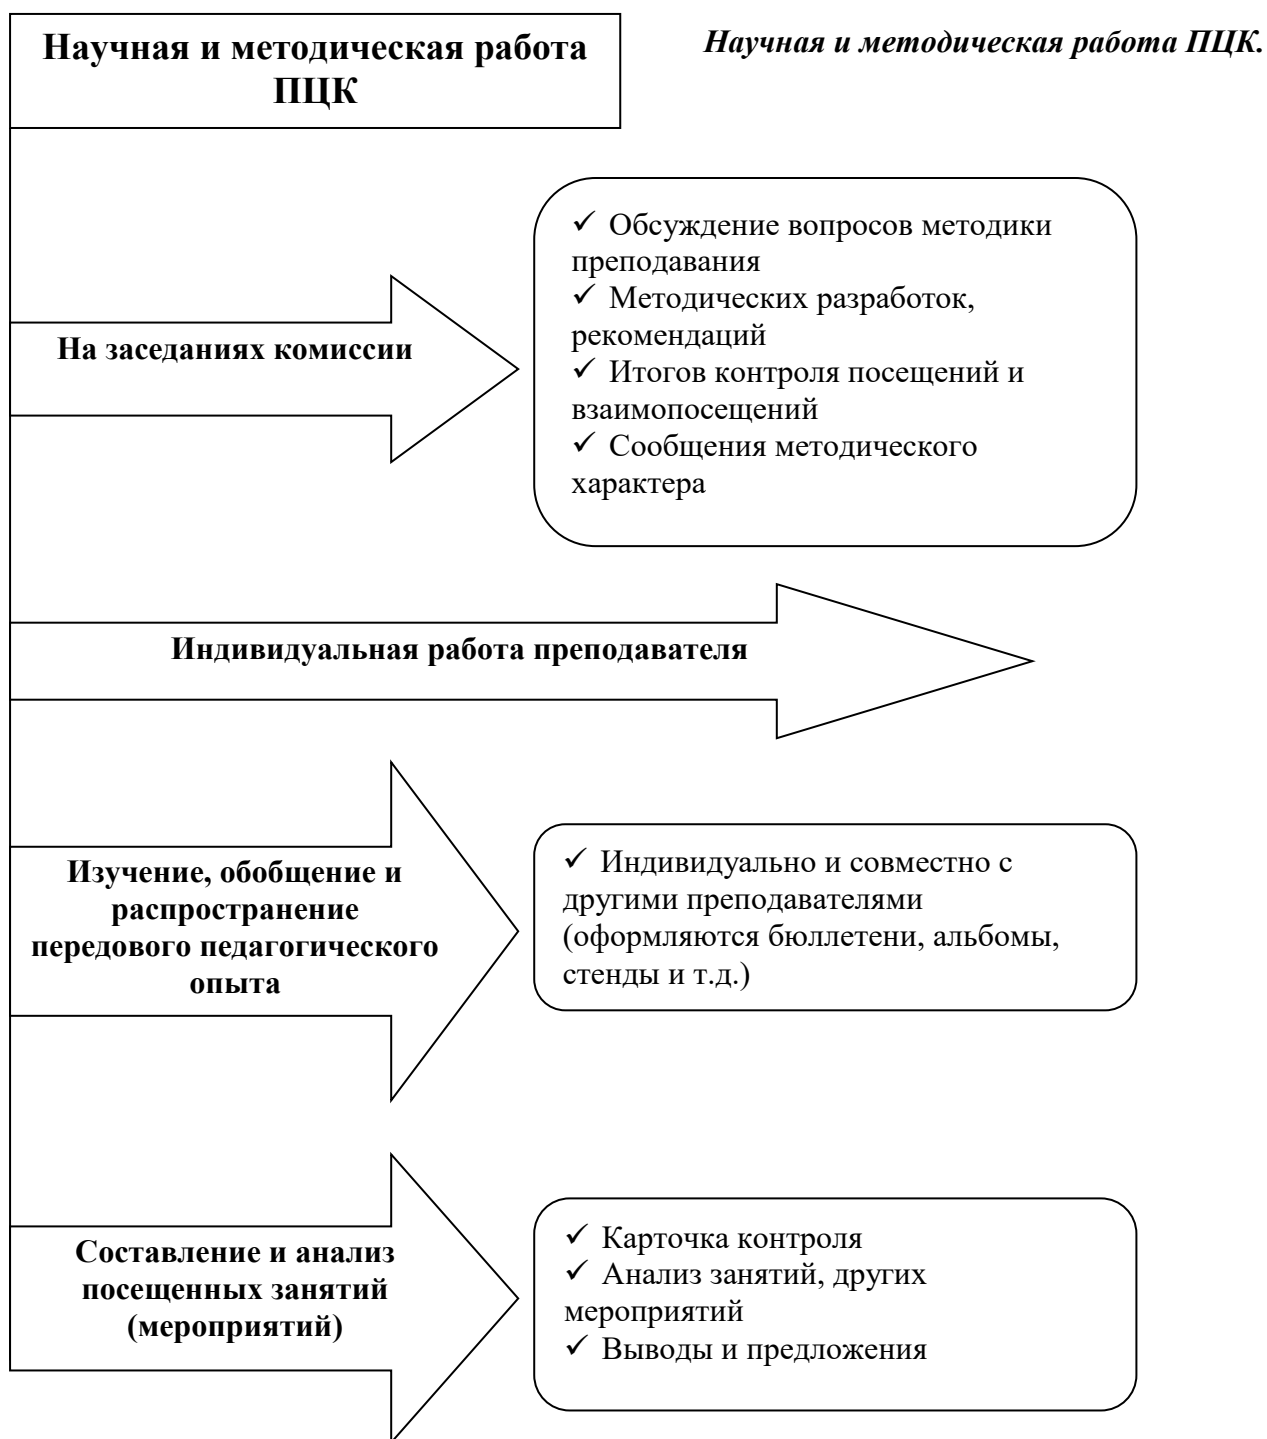 Научная и методическая работа
ПЦК
Научная и методическая работа ПЦК.
На заседаниях комиссии
✓ Обсуждение вопросов методики
преподавания
✓ Методических разработок,
рекомендаций
✓ Итогов контроля посещений и
взаимопосещений
✓ Сообщения методического
характера
Индивидуальная работа преподавателя
Изучение, обобщение и
распространение
передового педагогического
опыта
✓ Индивидуально и совместно с
другими преподавателями
(оформляются бюллетени, альбомы,
стенды и т.д.)
Составление и анализ
посещенных занятий
(мероприятий)
✓ Карточка контроля
✓ Анализ занятий, других
мероприятий
✓ Выводы и предложения